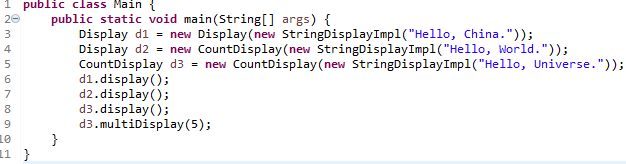 1 public class Main {
2 public static void main(String[] args) {
3 Display d1 = new Display(new StringDisplayImpl("Hello, China."));
4 Display d2 = new CountDisplay(new StringDisplayImpl("Hello, World."));
5 CountDisplay d3 = new CountDisplay(new StringDisplayImpl("Hello, Universe."));
6 d1.display();
7 d2.display();
8 d3.display();
9 d3.multiDisplay(5);
10 }
11 }